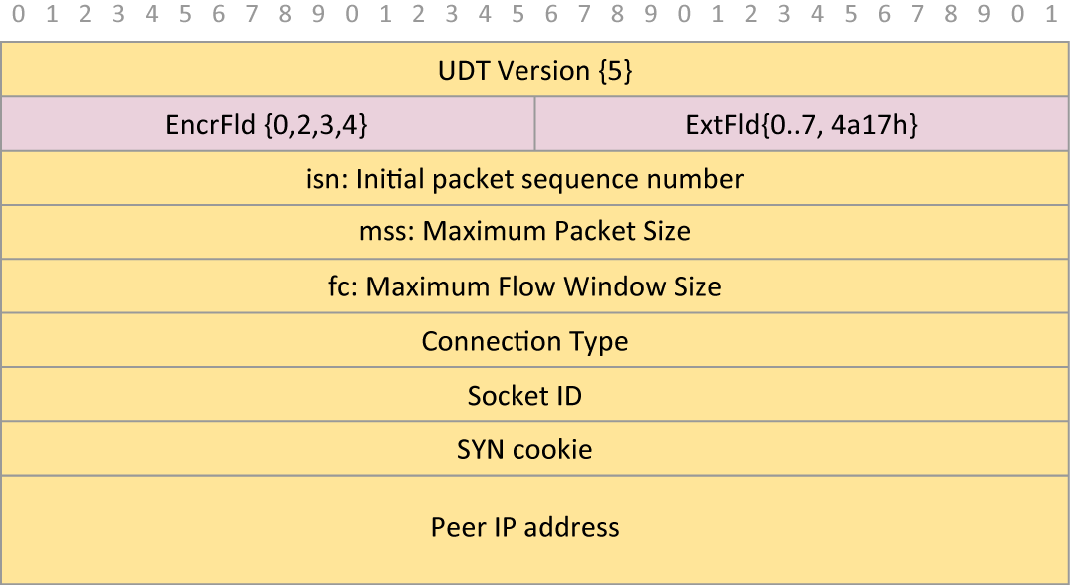 0 1 2 3 4 5 6 7 8 9 0 1 2 3 4 5 6 7 8 9 0 1 2 3 4 5 6 7 8 9 0 1
UDT Version {5}
EncrFld {0,2,3,4} ExtFld{0..7, 4a17h}
isn: Initial packet sequence number
mss: Maximum Packet Size
fc: Maximum Flow Window Size
Connection Type
Socket ID
SYN cookie
Peer IP address